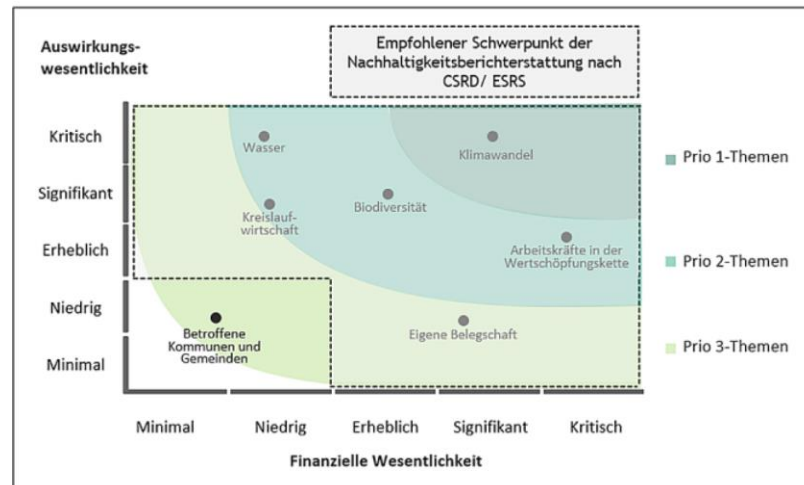 Auswirkungs-
wesentlichkeit
Empfohlener Schwerpunkt der
Nachhaltigkeitsberichterstattung nach
CSRD/ ESRS
Kritisch
Wasser
Klimawandel
Prio 1-Themen
Signifikant
Kreislauf-
wirtschaft
Biodiversität
Erheblich
Arbeitskräfte in der
Wertschöpfungskette
Prio 2-Themen
Niedrig
Betroffene
Kommunen und
Gemeinden
Eigene Belegschaft
Prio 3-Themen
Minimal
Minimal
Niedrig
Erheblich
Signifikant
Kritisch
Finanzielle Wesentlichkeit